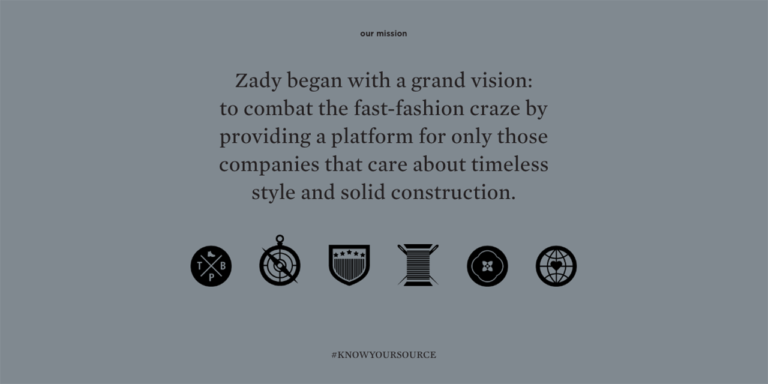 our mission
Zady began with a grand vision:
to combat the fast-fashion craze by
providing a platform for only those
companies that care about timeless
style and solid construction.
T B
P
#KNOWYOURSOURCE